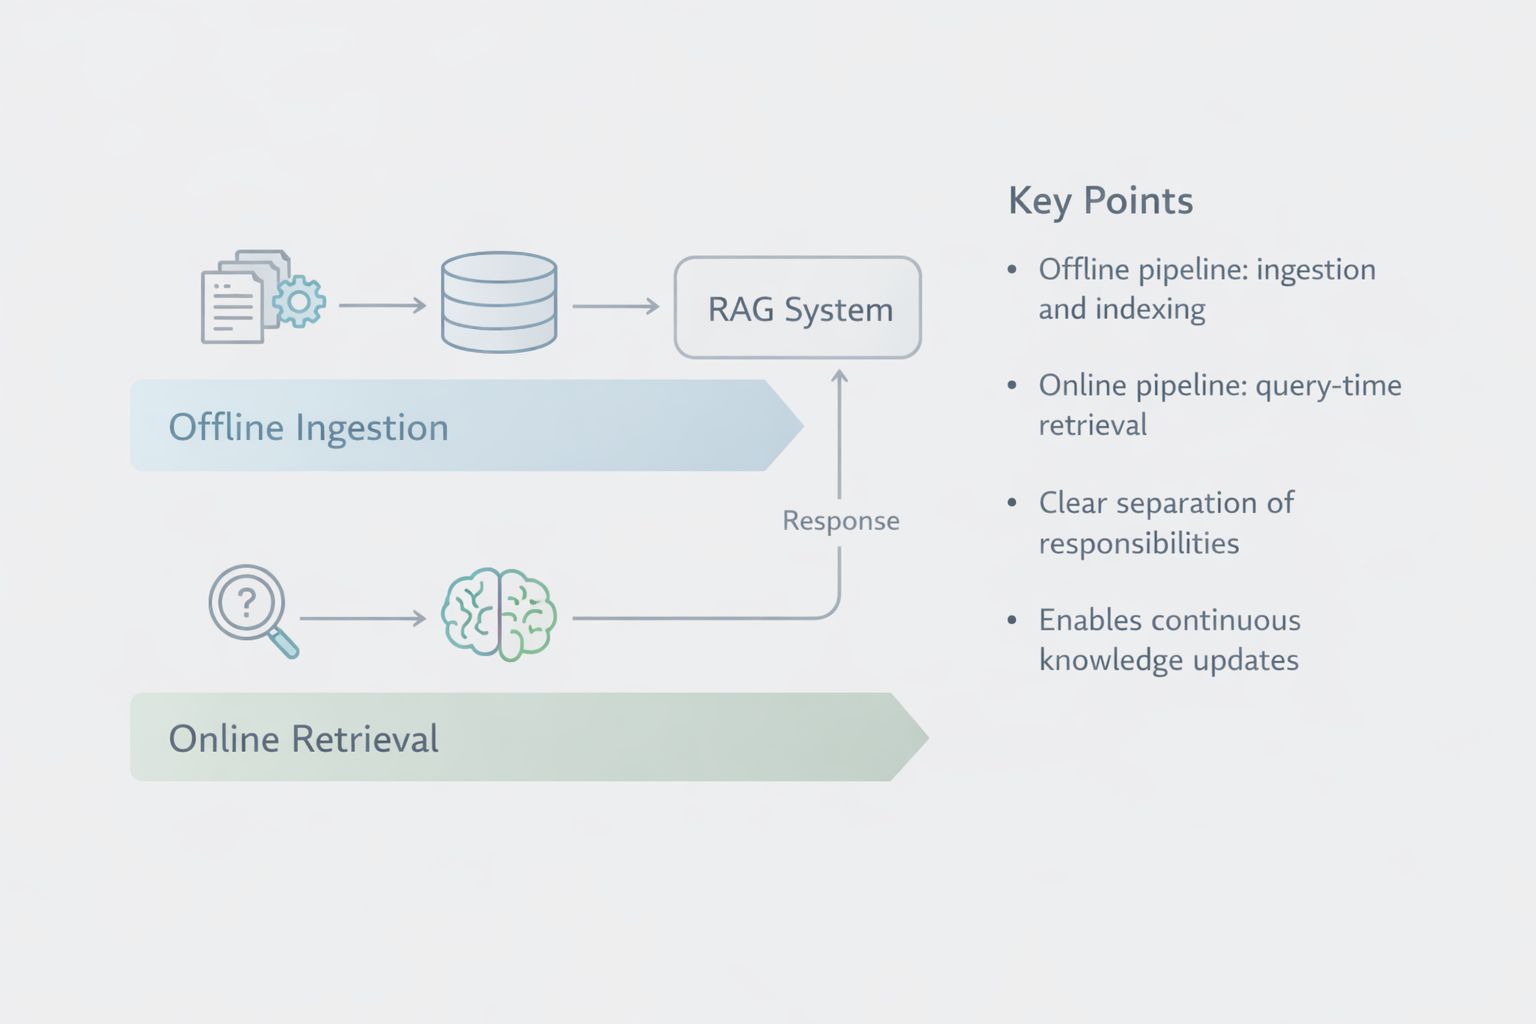 RAG System
Offline Ingestion
Response
?
Online Retrieval
Key Points
• Offline pipeline: ingestion
and indexing
• Online pipeline: query-time
retrieval
• Clear separation of
responsibilities
• Enables continuous
knowledge updates